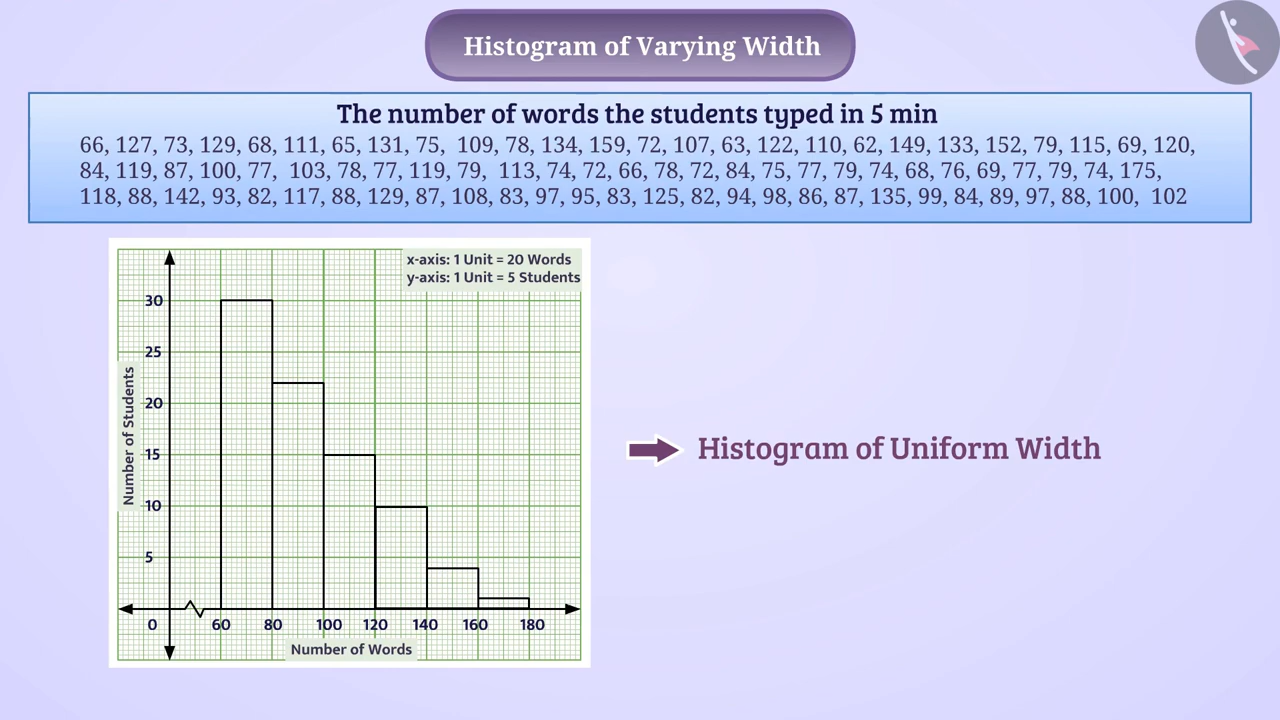 Histogram of Varying Width
The number of words the students typed in 5 min
66, 127, 73, 129, 68, 111, 65, 131, 75, 109, 78, 134, 159, 72, 107, 63, 122, 110, 62, 149, 133, 152, 79, 115, 69, 120,
84, 119, 87, 100, 77, 103, 78, 77, 119, 79, 113, 74, 72, 66, 78, 72, 84, 75, 77, 79, 74, 68, 76, 69, 77, 79, 74, 175,
118, 88, 142, 93, 82, 117, 88, 129, 87, 108, 83, 97, 95, 83, 125, 82, 94, 98, 86, 87, 135, 99, 84, 89, 97, 88, 100, 102
x-axis: 1 Unit = 20 Words
y-axis: 1 Unit = 5 Students
30
25
20
15
10
5
Number of Students
0 60 80 100 120 140 160 180
Number of Words
Histogram of Uniform Width